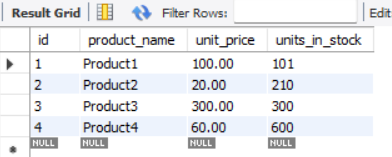 Result Grid Filter Rows: Edit
id product_name unit_price units_in_stock
1 Product1 100.00 101
2 Product2 20.00 210
3 Product3 300.00 300
4 Product4 60.00 600
NULL NULL NULL NULL